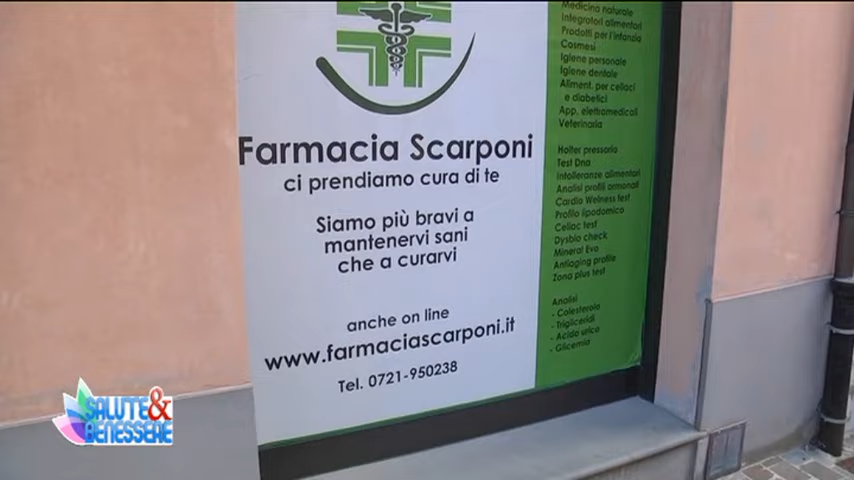 Farmacia Scarponi
ci prendiamo cura di te
Siamo più bravi a
mantenervi sani
che a curarvi
anche on line
www.farmaciascarponi.it
Tel. 0721-950238
Medicina naturale
Integratori alimentari
Prodotti per l'infanzia
Cosmesi
Igiene personale
Igiene dentale
Aliment. per celiaci
e diabetici
App. elettromedicali
Veterinaria
Holter pressorio
Test Dna
Intolleranze alimentari
Analisi profili ormonali
Cardio Welness test
Profilo lipidomico
Celiac test
Dysbio check
Mineral Evo
Antiaging profile
Zona plus test
Analisi
- Colesterolo
- Trigliceridi
- Acido urico
- Glicemia
SALUTE&
BENESSERE